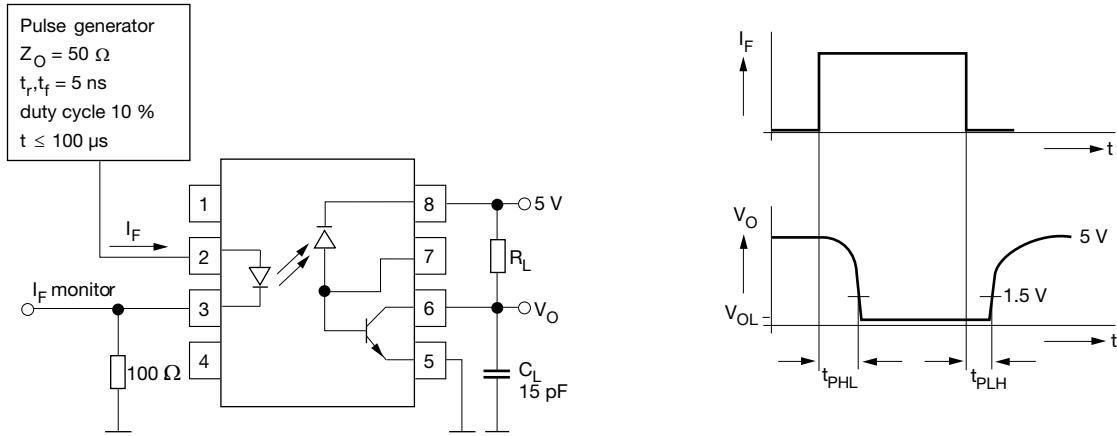 Pulse generator
Z_O = 50 Ω
t_r,t_f = 5 ns
duty cycle 10 %
t ≤ 100 µs
I_F
I_F monitor
100 Ω
1
2
3
4
8
7
6
5
5 V
R_L
V_O
C_L
15 pF
I_F
t
V_O
5 V
1.5 V
V_OL
t
t_PHL
t_PLH